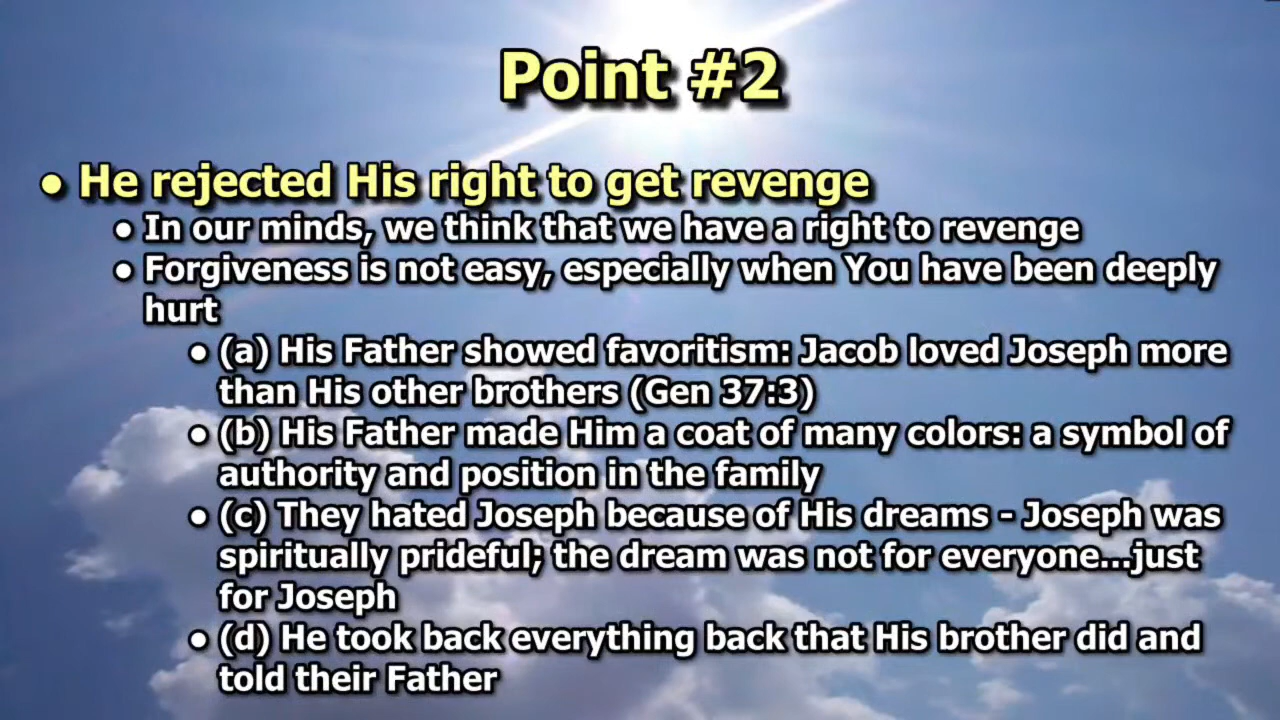 Point #2
● He rejected His right to get revenge
● In our minds, we think that we have a right to revenge
● Forgiveness is not easy, especially when You have been deeply
hurt
● (a) His Father showed favoritism: Jacob loved Joseph more
than His other brothers (Gen 37:3)
● (b) His Father made Him a coat of many colors: a symbol of
authority and position in the family
● (c) They hated Joseph because of His dreams - Joseph was
spiritually prideful; the dream was not for everyone...just
for Joseph
● (d) He took back everything back that His brother did and
told their Father